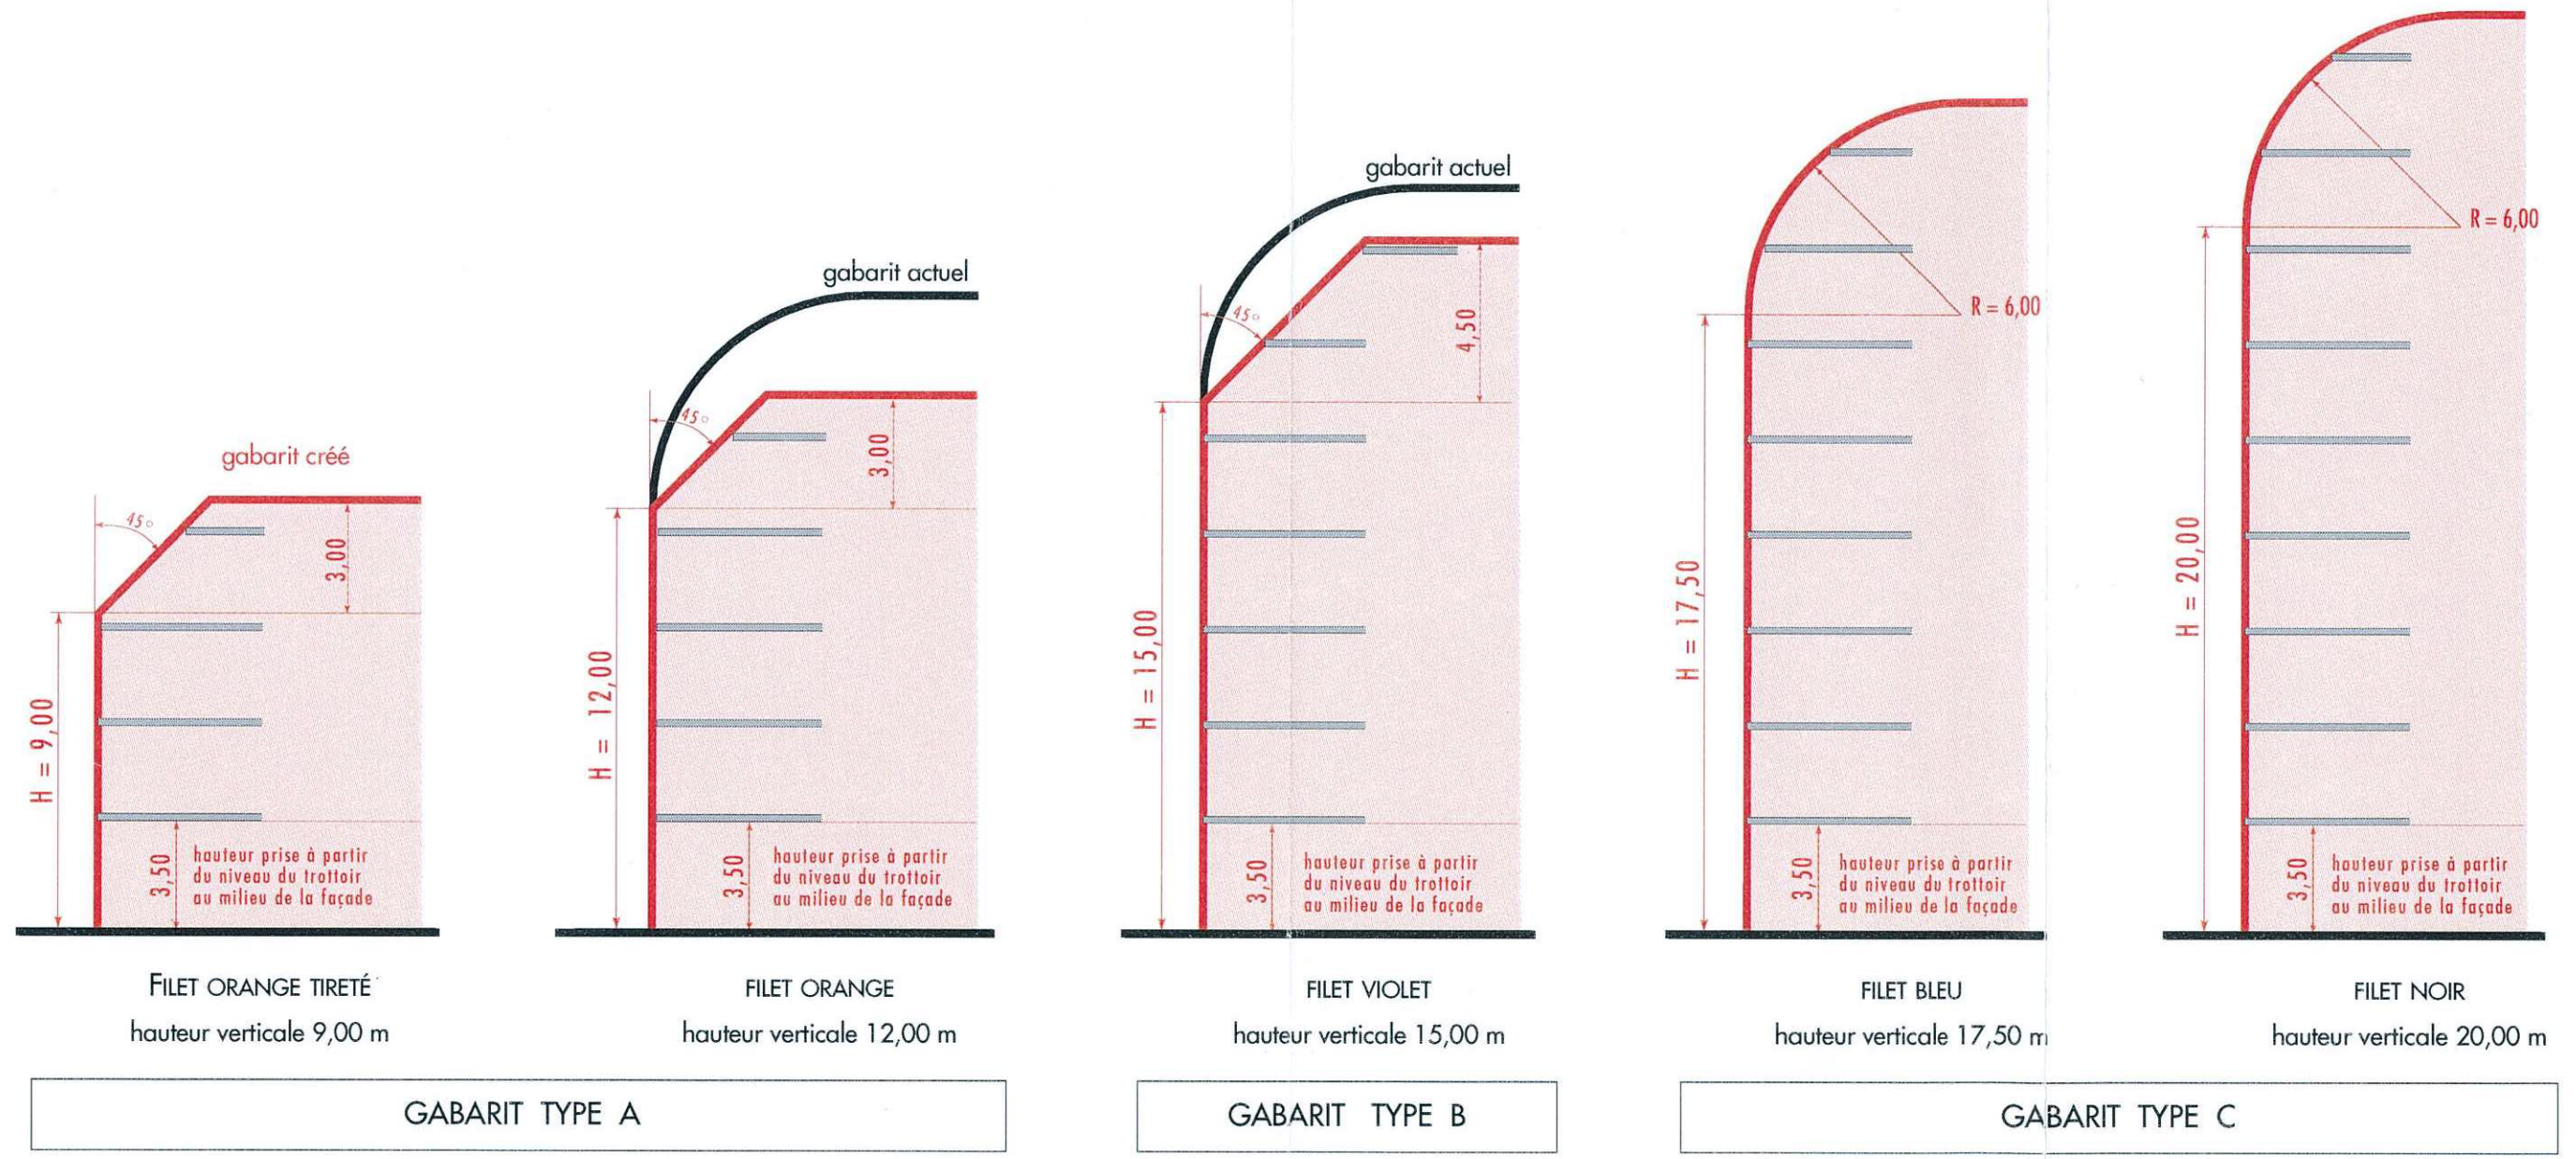 gabarit créé
45°
3,00
H = 9,00
3,50
hauteur prise à partir
du niveau du trottoir
au milieu de la façade
FILET ORANGE TIRETÉ
hauteur verticale 9,00 m
gabarit actuel
45°
3,00
H = 12,00
3,50
hauteur prise à partir
du niveau du trottoir
au milieu de la façade
FILET ORANGE
hauteur verticale 12,00 m
GABARIT TYPE A
gabarit actuel
45°
4,50
H = 15,00
3,50
hauteur prise à partir
du niveau du trottoir
au milieu de la façade
FILET VIOLET
hauteur verticale 15,00 m
GABARIT TYPE B
R = 6,00
H = 17,50
3,50
hauteur prise à partir
du niveau du trottoir
au milieu de la façade
FILET BLEU
hauteur verticale 17,50 m
R = 6,00
H = 20,00
3,50
hauteur prise à partir
du niveau du trottoir
au milieu de la façade
FILET NOIR
hauteur verticale 20,00 m
GABARIT TYPE C